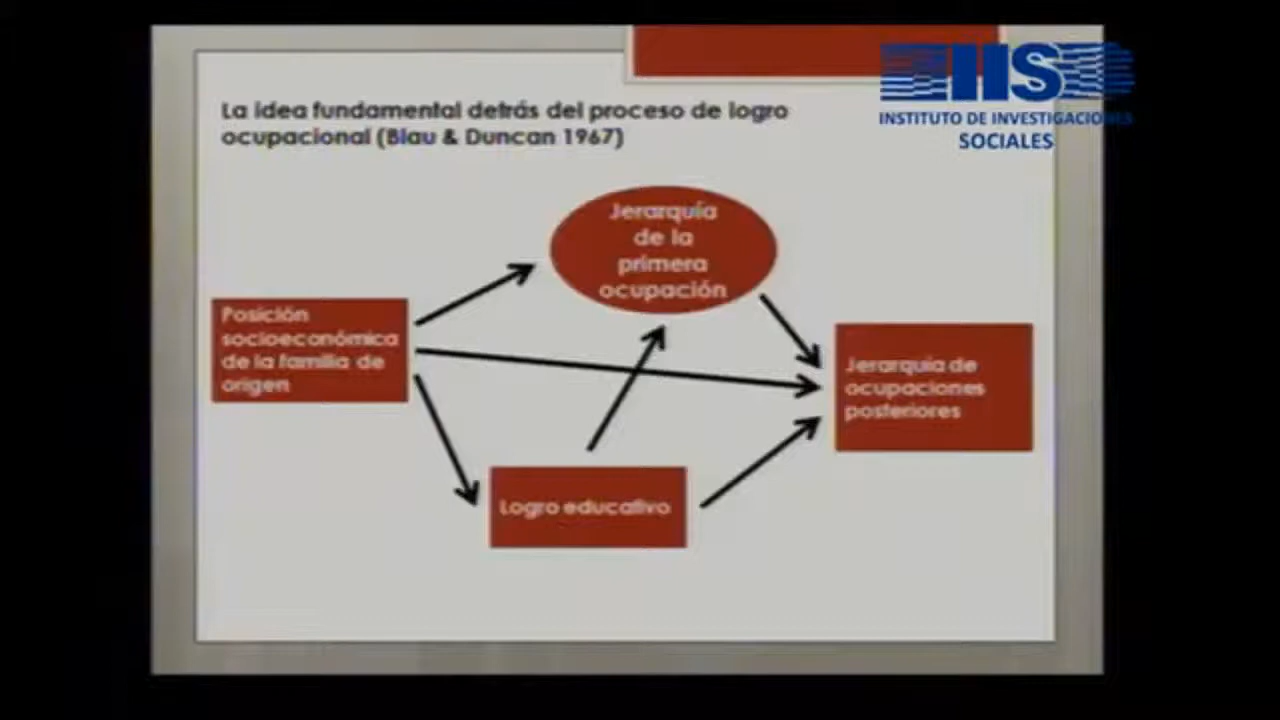 IIS
INSTITUTO DE INVESTIGACIONES
SOCIALES
La idea fundamental detrás del proceso de logro
ocupacional (Blau & Duncan 1967)
Jerarquía
de la
primera
ocupación
Posición
socioeconómica
de la familia de
origen
Jerarquía de
ocupaciones
posteriores
Logro educativo